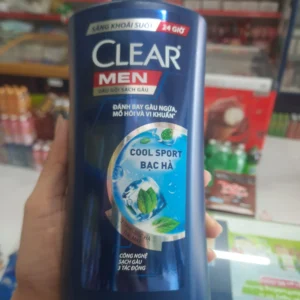 SẢNG KHOÁI SUỐT 24 GIỜ
CLEAR
MEN
DẦU GỘI SẠCH GÀU
ĐÁNH BAY GÀU NGỨA,
MỒ HÔI VÀ VI KHUẨN*
COOL SPORT
BẠC HÀ
CÔNG NGHỆ
SẠCH GÀU
3 TÁC ĐỘNG